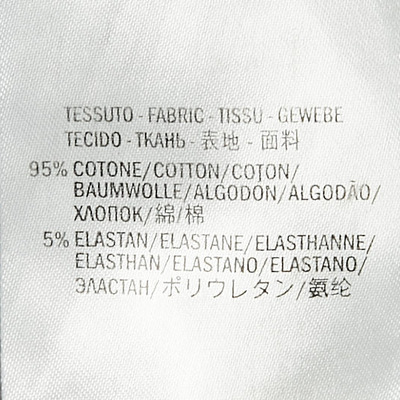 TESSUTO - FABRIC - TISSU - GEWEBE
TECIDO - ТКАНЬ - 表地 - 面料
95% COTONE/COTTON/COTON/
BAUMWOLLE/ALGODON/ALGODÃO/
ХЛОПОК/綿/棉
5% ELASTAN/ELASTANE/ELASTHANNE/
ELASTHAN/ELASTANO/ELASTANO/
ЭЛАСТАН/ポリウレタン/氨纶